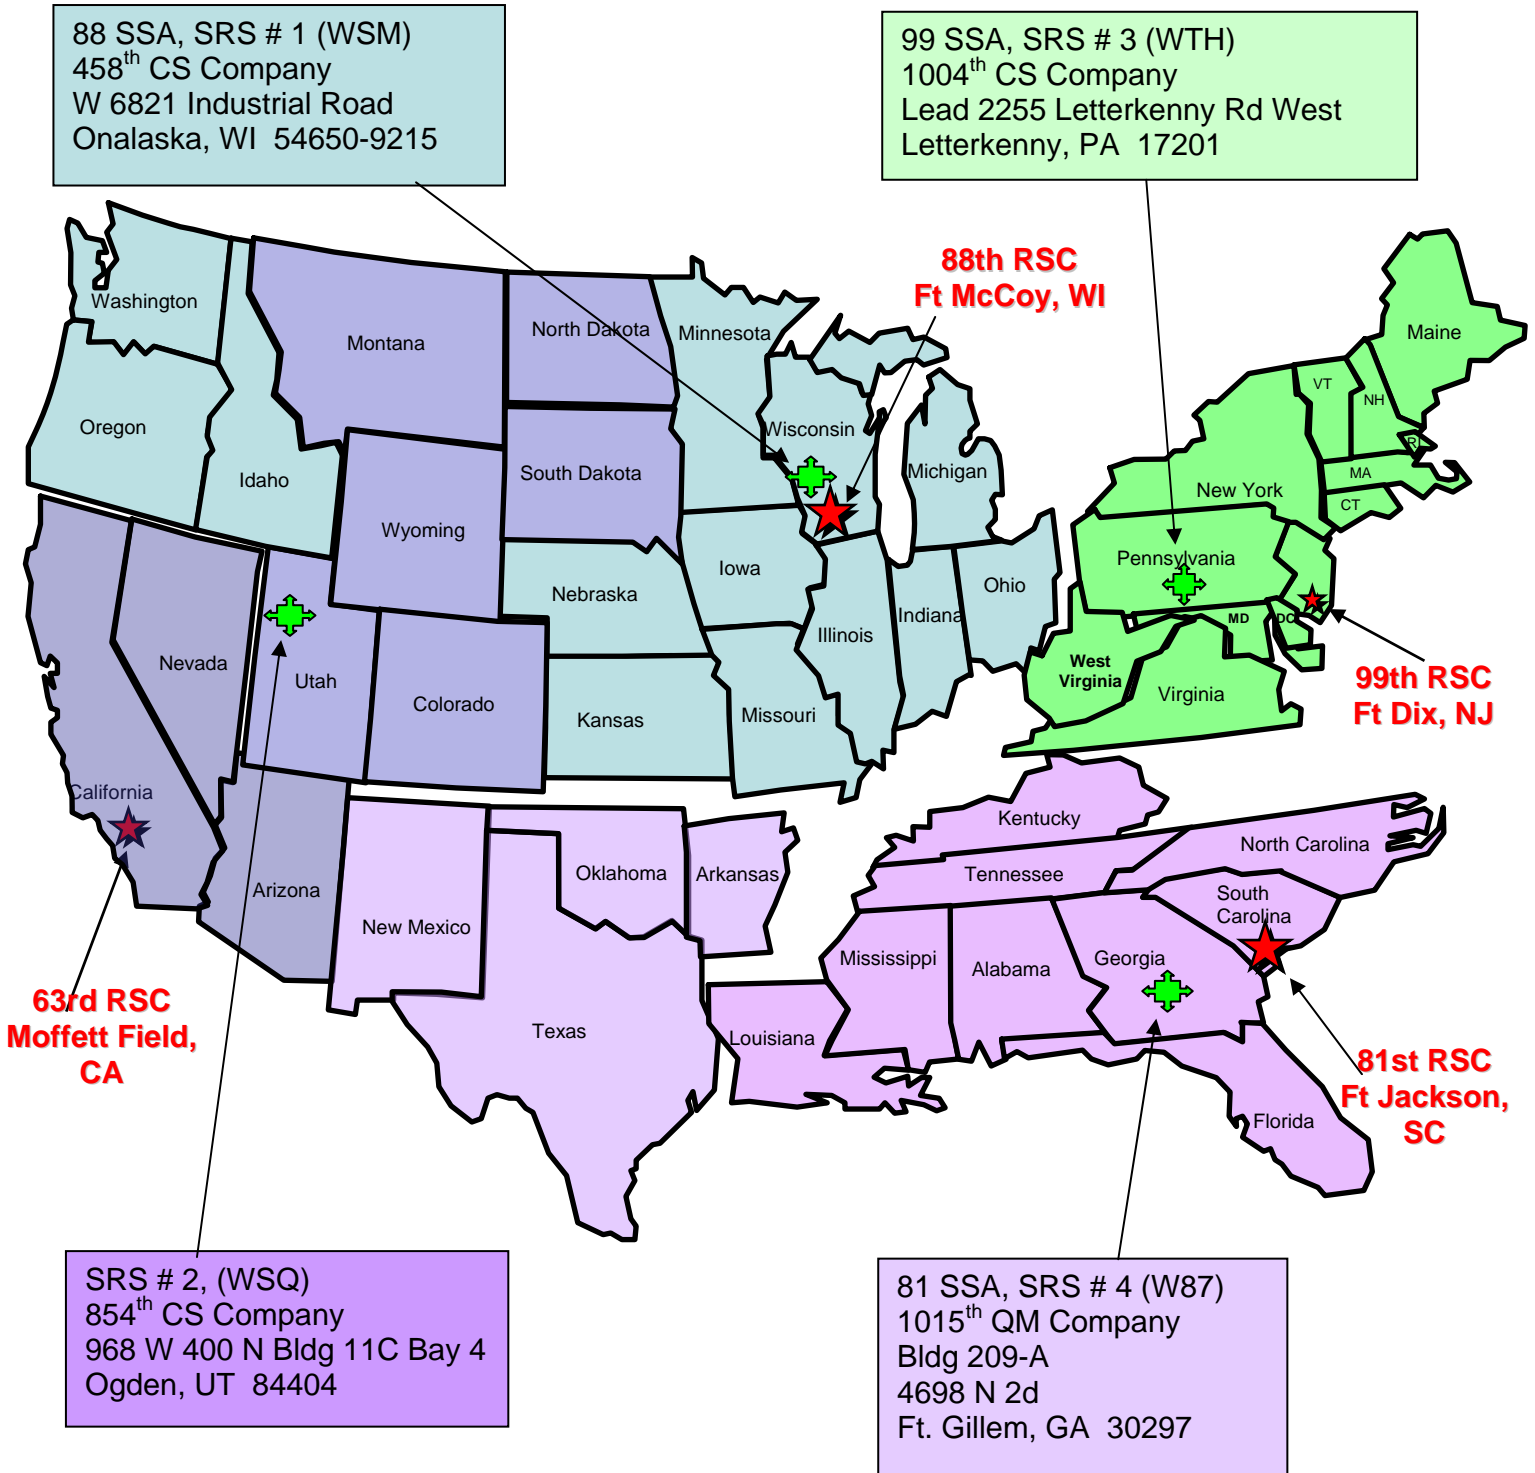 88 SSA, SRS # 1 (WSM)
458th CS Company
W 6821 Industrial Road
Onalaska, WI  54650-9215
99 SSA, SRS # 3 (WTH)
1004th CS Company
Lead 2255 Letterkenny Rd West
Letterkenny, PA  17201
88th RSC
Ft McCoy, WI
Washington
Montana
North Dakota
Minnesota
Maine
VT
NH
Oregon
Idaho
South Dakota
Wisconsin
Michigan
RI
MA
New York
CT
Wyoming
Pennsylvania
Iowa
Nebraska
Ohio
Indiana
Illinois
MD
DC
Nevada
Utah
Colorado
Kansas
Missouri
West
Virginia
Virginia
99th RSC
Ft Dix, NJ
California
Kentucky
North Carolina
Tennessee
Arizona
Oklahoma
Arkansas
South
Carolina
New Mexico
Mississippi
Alabama
Georgia
63rd RSC
Moffett Field,
CA
Texas
Louisiana
81st RSC
Ft Jackson,
SC
Florida
SRS # 2, (WSQ)
854th CS Company
968 W 400 N Bldg 11C Bay 4
Ogden, UT  84404
81 SSA, SRS # 4 (W87)
1015th QM Company
Bldg 209-A
4698 N 2d
Ft. Gillem, GA  30297